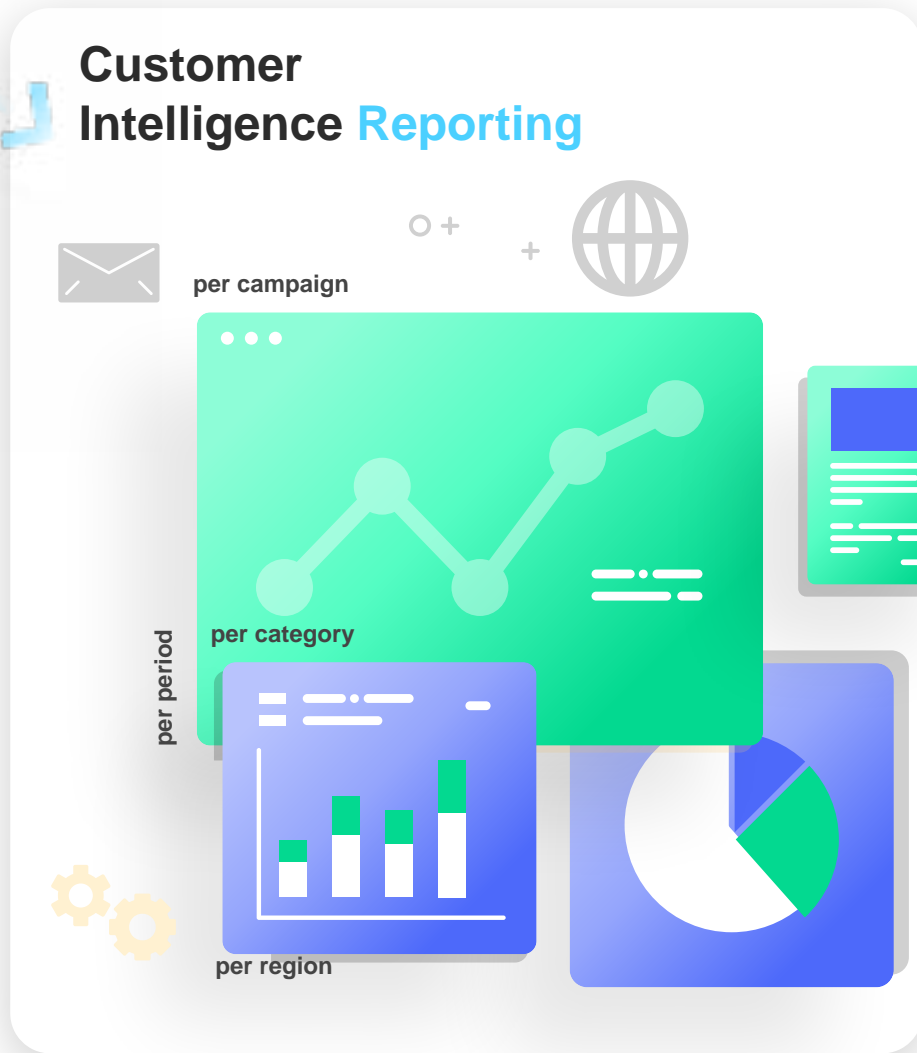 Customer
Intelligence Reporting
per campaign
per category
per period
per region